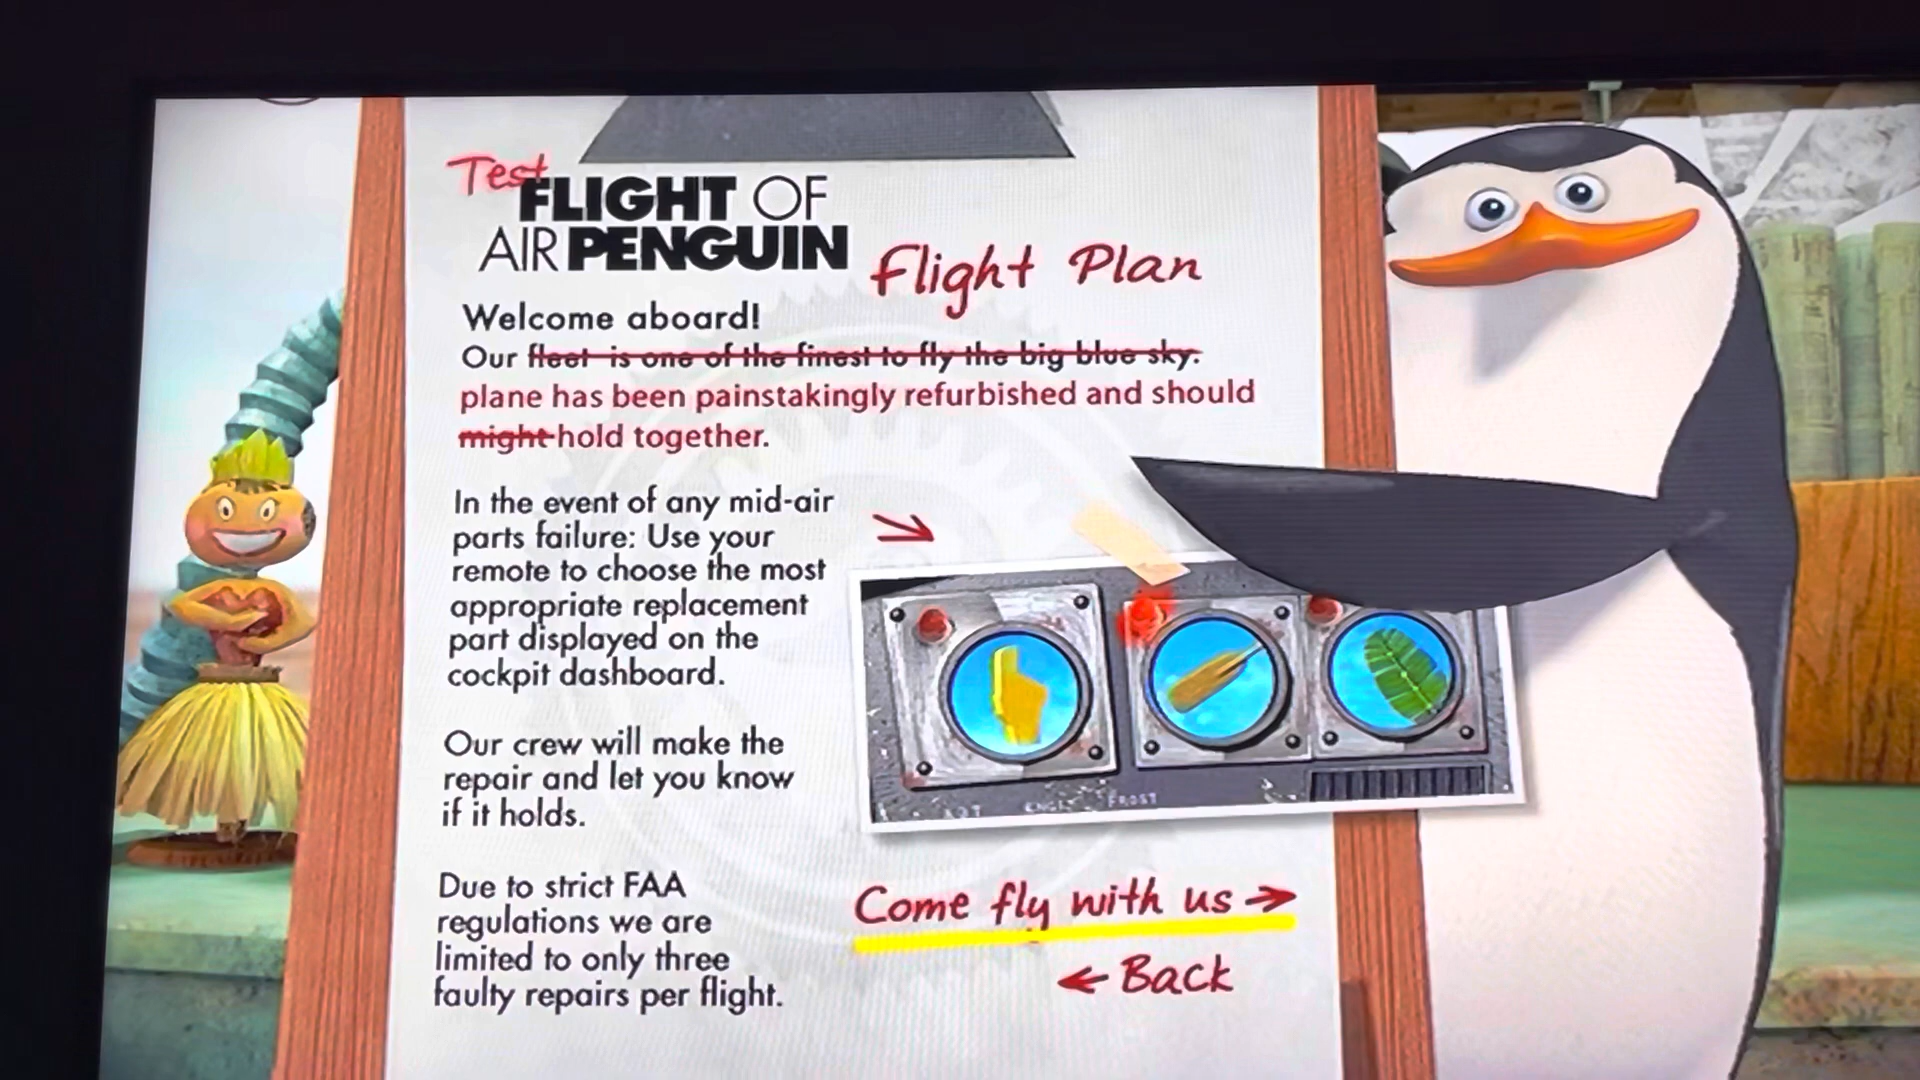 Test
FLIGHT OF
AIR PENGUIN
Flight Plan
Welcome aboard!
Our fleet is one of the finest to fly the big blue sky.
plane has been painstakingly refurbished and should
might hold together.
In the event of any mid-air
parts failure: Use your
remote to choose the most
appropriate replacement
part displayed on the
cockpit dashboard.
Our crew will make the
repair and let you know
if it holds.
Due to strict FAA
regulations we are
limited to only three
faulty repairs per flight.
FROST
Come fly with us →
← Back